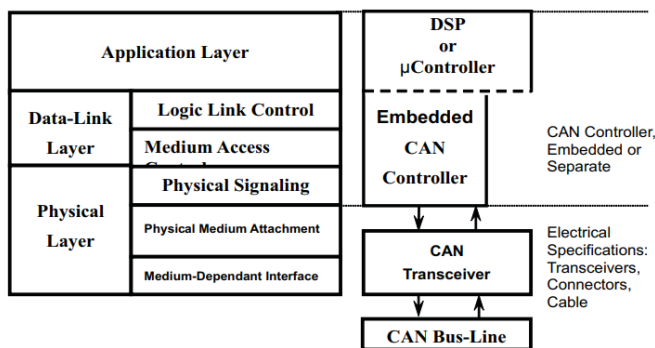 Application Layer
Data-Link
Layer
Logic Link Control
Medium Access
Physical
Layer
Physical Signaling
Physical Medium Attachment
Medium-Dependant Interface
DSP
or
µController
Embedded
CAN
Controller
CAN
Transceiver
CAN Bus-Line
CAN Controller,
Embedded or
Separate
Electrical
Specifications:
Transceivers,
Connectors,
Cable